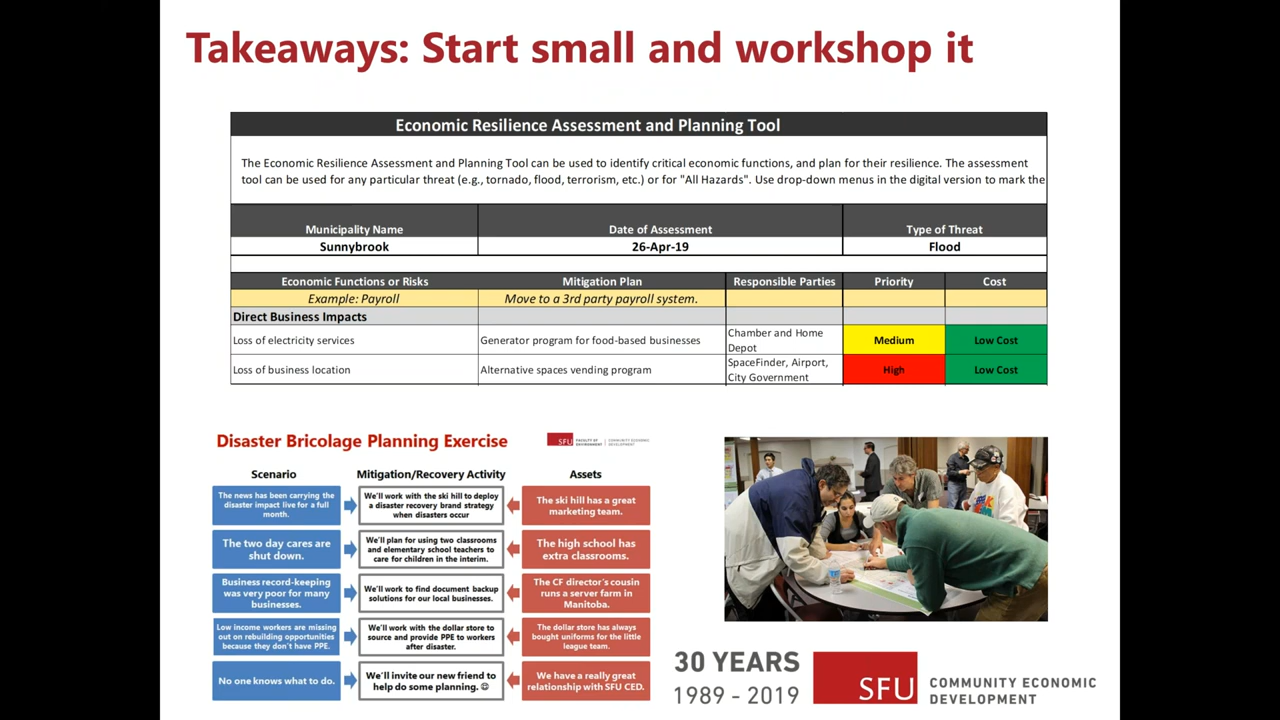 Takeaways: Start small and workshop it
Economic Resilience Assessment and Planning Tool
The Economic Resilience Assessment and Planning Tool can be used to identify critical economic functions, and plan for their resilience. The assessment
tool can be used for any particular threat (e.g., tornado, flood, terrorism, etc.) or for "All Hazards". Use drop-down menus in the digital version to mark the
Municipality Name
Date of Assessment
Type of Threat
Sunnybrook
26-Apr-19
Flood
Economic Functions or Risks
Mitigation Plan
Responsible Parties
Priority
Cost
Example: Payroll
Move to a 3rd party payroll system.
Direct Business Impacts
Loss of electricity services
Generator program for food-based businesses
Chamber and Home
Depot
Medium
Low Cost
Loss of business location
Alternative spaces vending program
SpaceFinder, Airport,
City Government
High
Low Cost
Disaster Bricolage Planning Exercise
SFU
FACULTY OF
ENVIRONMENT
COMMUNITY ECONOMIC
DEVELOPMENT
Scenario
Mitigation/Recovery Activity
Assets
The news has been carrying the
disaster impact live for a full
month.
We'll work with the ski hill to deploy
a disaster recovery brand strategy
when disasters occur
The ski hill has a great
marketing team.
The two day cares are
shut down.
We'll plan for using two classrooms
and elementary school teachers to
care for children in the interim.
The high school has
extra classrooms.
Business record-keeping
was very poor for many
businesses.
We'll work to find document backup
solutions for our local businesses.
The CF director's cousin
runs a server farm in
Manitoba.
Low income workers are missing
out on rebuilding opportunities
because they don't have PPE.
We'll work with the dollar store to
source and provide PPE to workers
after disaster.
The dollar store has always
bought uniforms for the little
league team.
No one knows what to do.
We'll invite our new friend to
help do some planning. ☺
We have a really great
relationship with SFU CED.
30 YEARS
1989 - 2019
SFU
COMMUNITY ECONOMIC
DEVELOPMENT